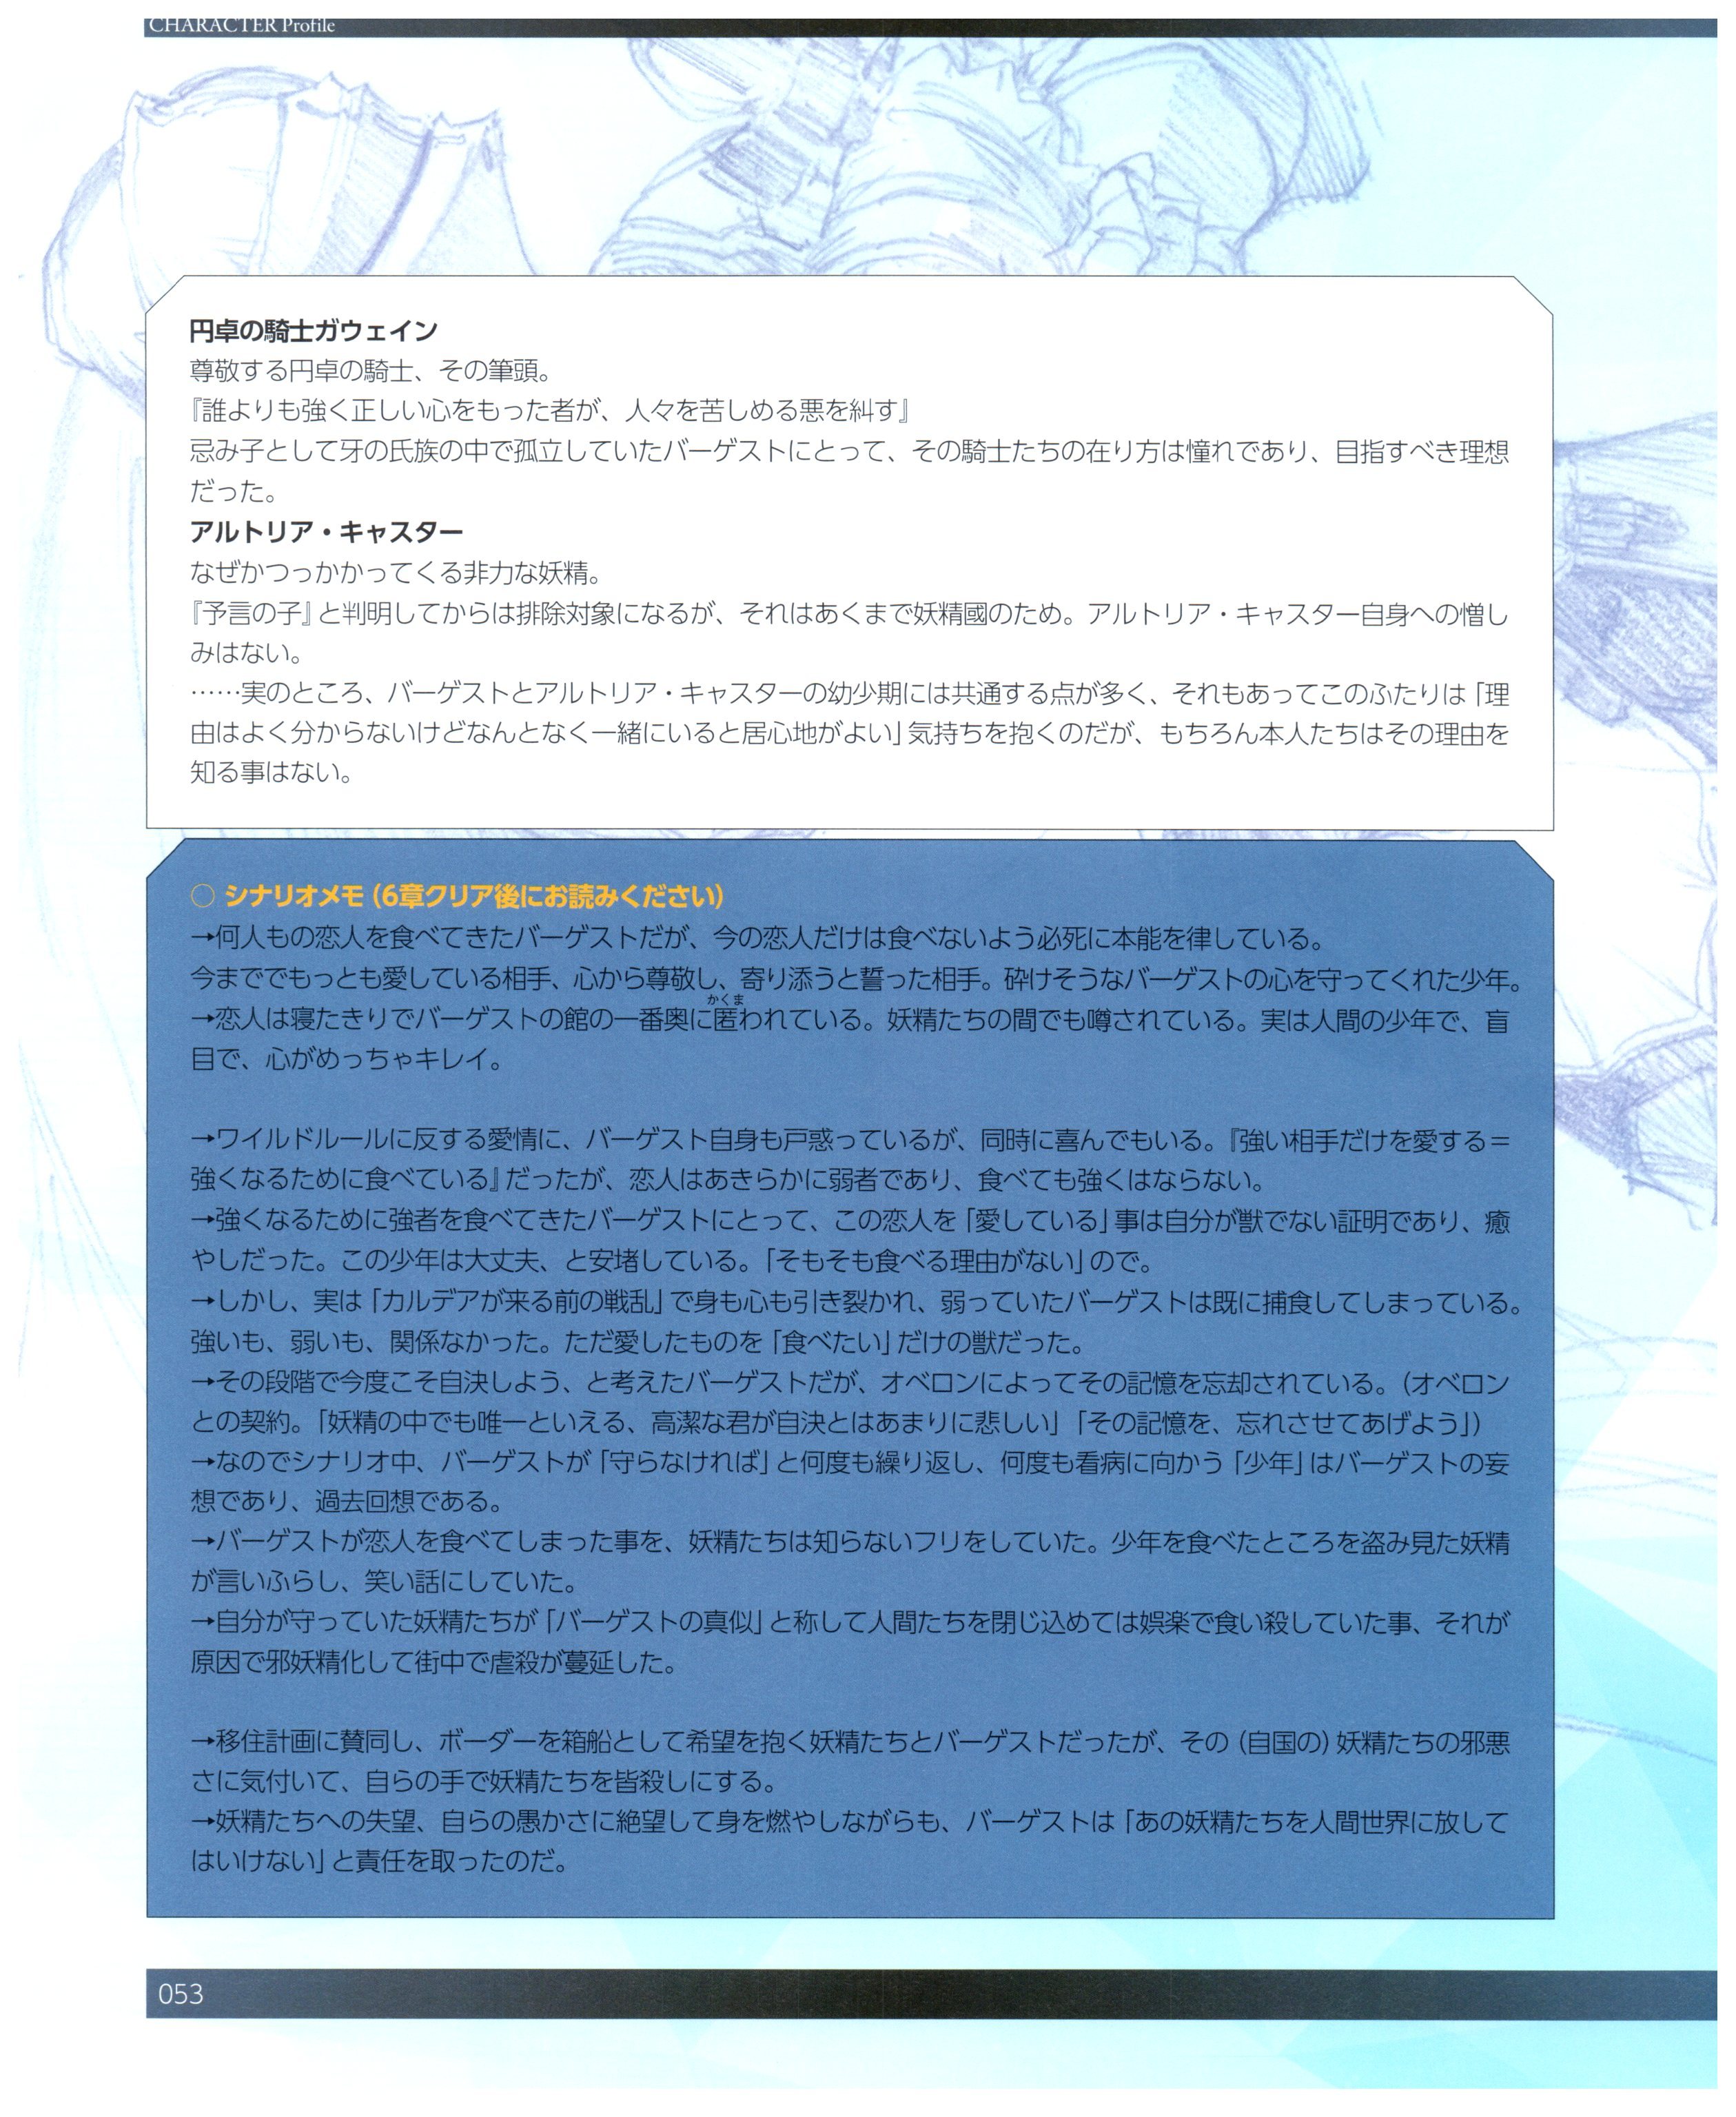 CHARACTER Profile
円卓の騎士ガウェイン
尊敬する円卓の騎士、その筆頭。
『誰よりも強く正しい心をもった者が、人々を苦しめる悪を糾す』
忌み子として牙の氏族の中で孤立していたバーゲストにとって、その騎士たちの在り方は憧れであり、目指すべき理想
だった。
アルトリア・キャスター
なぜかつっかかってくる非力な妖精。
『予言の子』と判明してからは排除対象になるが、それはあくまで妖精國のため。アルトリア・キャスター自身への憎し
みはない。
……実のところ、バーゲストとアルトリア・キャスターの幼少期には共通する点が多く、それもあってこのふたりは「理
由はよく分からないけどなんとなく一緒にいると居心地がよい」気持ちを抱くのだが、もちろん本人たちはその理由を
知る事はない。
○ シナリオメモ（6章クリア後にお読みください）
→何人もの恋人を食べてきたバーゲストだが、今の恋人だけは食べないよう必死に本能を律している。
今まででもっとも愛している相手、心から尊敬し、寄り添うと誓った相手。砕けそうなバーゲストの心を守ってくれた少年。
かくま
→恋人は寝たきりでバーゲストの館の一番奥に匿われている。妖精たちの間でも噂されている。実は人間の少年で、盲
目で、心がめっちゃキレイ。
→ワイルドルールに反する愛情に、バーゲスト自身も戸惑っているが、同時に喜んでもいる。『強い相手だけを愛する＝
強くなるために食べている』だったが、恋人はあきらかに弱者であり、食べても強くはならない。
→強くなるために強者を食べてきたバーゲストにとって、この恋人を「愛している」事は自分が獣でない証明であり、癒
やしだった。この少年は大丈夫、と安堵している。「そもそも食べる理由がない」ので。
→しかし、実は「カルデアが来る前の戦乱」で身も心も引き裂かれ、弱っていたバーゲストは既に捕食してしまっている。
強いも、弱いも、関係なかった。ただ愛したものを「食べたい」だけの獣だった。
→その段階で今度こそ自決しよう、と考えたバーゲストだが、オベロンによってその記憶を忘却されている。（オベロン
との契約。「妖精の中でも唯一といえる、高潔な君が自決とはあまりに悲しい」「その記憶を、忘れさせてあげよう」）
→なのでシナリオ中、バーゲストが「守らなければ」と何度も繰り返し、何度も看病に向かう「少年」はバーゲストの妄
想であり、過去回想である。
→バーゲストが恋人を食べてしまった事を、妖精たちは知らないフリをしていた。少年を食べたところを盗み見た妖精
が言いふらし、笑い話にしていた。
→自分が守っていた妖精たちが「バーゲストの真似」と称して人間たちを閉じ込めては娯楽で食い殺していた事、それが
原因で邪妖精化して街中で虐殺が蔓延した。
→移住計画に賛同し、ボーダーを箱船として希望を抱く妖精たちとバーゲストだったが、その（自国の）妖精たちの邪悪
さに気付いて、自らの手で妖精たちを皆殺しにする。
→妖精たちへの失望、自らの愚かさに絶望して身を燃やしながらも、バーゲストは「あの妖精たちを人間世界に放して
はいけない」と責任を取ったのだ。
053